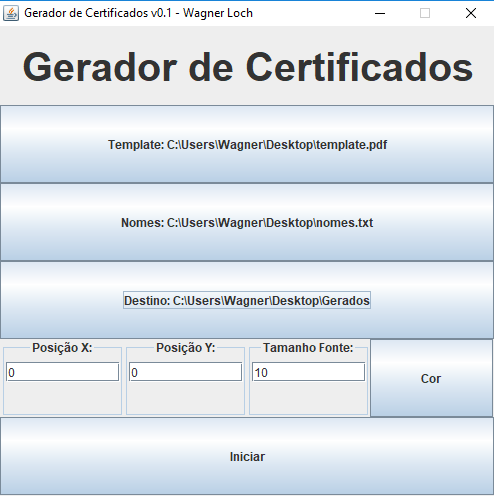 Gerador de Certificados v0.1 - Wagner Loch
Gerador de Certificados
Template: C:\Users\Wagner\Desktop\template.pdf
Nomes: C:\Users\Wagner\Desktop\nomes.txt
Destino: C:\Users\Wagner\Desktop\Gerados
Posição X: Posição Y: Tamanho Fonte:
0 0 10 Cor
Iniciar